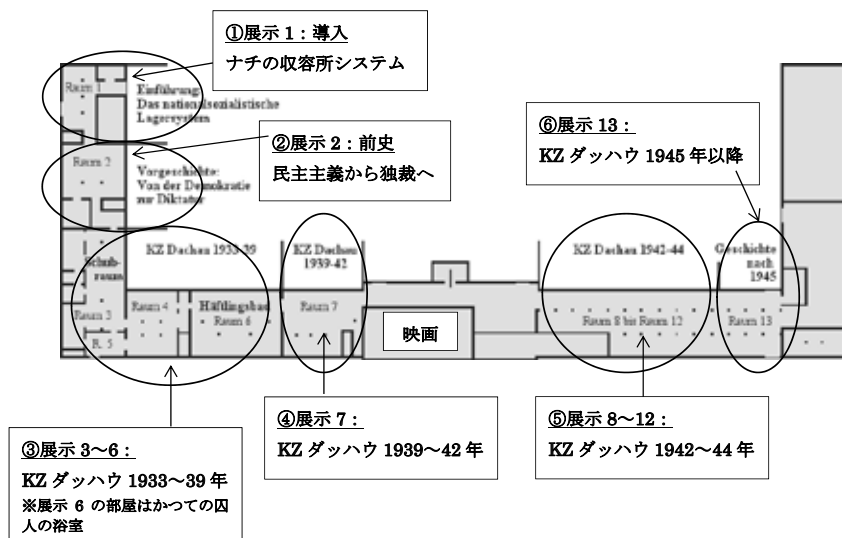 ①展示 1：導入
ナチの収容所システム
Raum 1
Einführung:
Das nationalsozialistische
Lagersystem
②展示 2：前史
民主主義から独裁へ
Raum 2
Vorgeschichte:
Von der Demokratie
zur Diktatur
⑥展示 13：
KZ ダッハウ 1945 年以降
KZ Dachau 1933-39
KZ Dachau
1939-42
KZ Dachau 1942-44
Geschichte
nach
1945
Schub-
raum
Raum 3
R. 5
Raum 4
Häftlingsbad
Raum 6
Raum 7
映画
Raum 8 bis Raum 12
Raum 13
③展示 3～6：
KZ ダッハウ 1933～39 年
※展示 6 の部屋はかつての囚
人の浴室
④展示 7：
KZ ダッハウ 1939～42 年
⑤展示 8～12：
KZ ダッハウ 1942～44 年